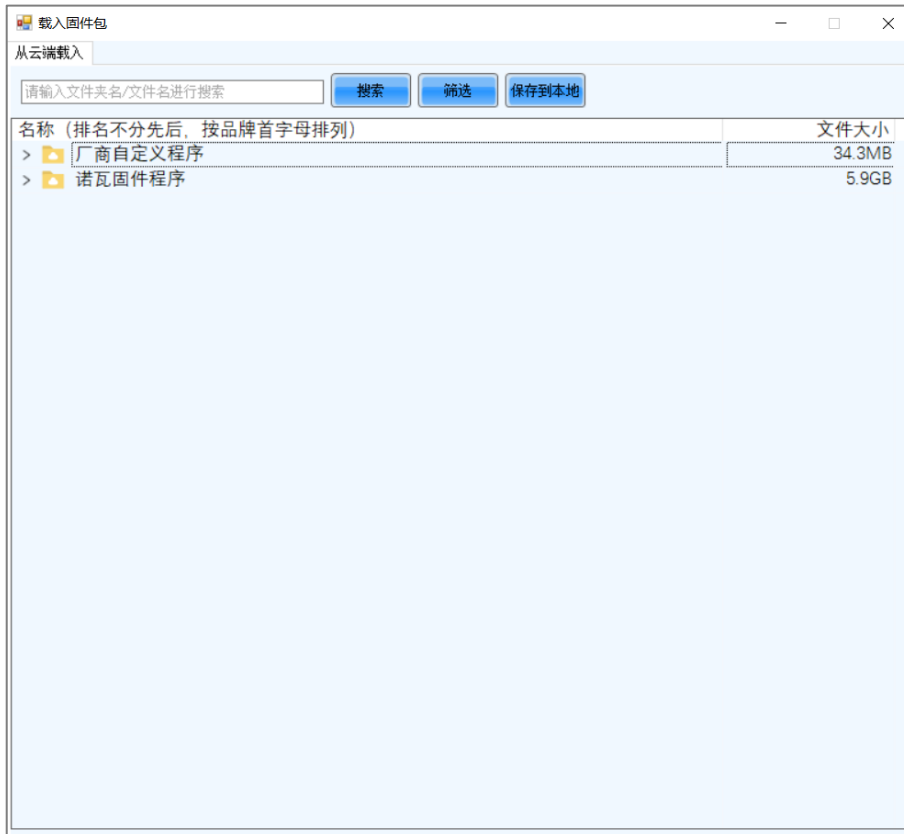 载入固件包
从云端载入
请输入文件夹名/文件名进行搜索 搜索 筛选 保存到本地
名称（排名不分先后，按品牌首字母排列） 文件大小
厂商自定义程序 34.3MB
诺瓦固件程序 5.9GB